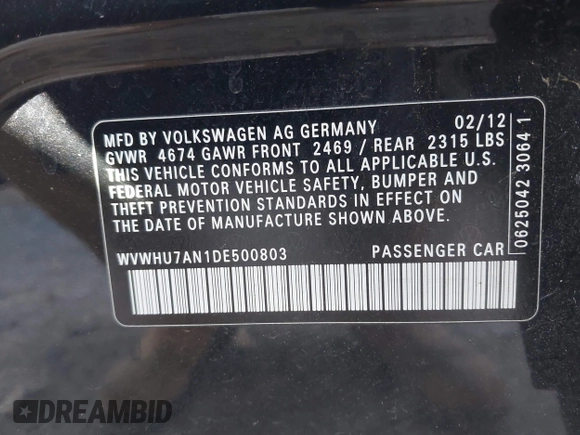 MFD BY VOLKSWAGEN AG GERMANY 02/12
GVWR 4674 GAWR FRONT 2469 / REAR 2315 LBS
THIS VEHICLE CONFORMS TO ALL APPLICABLE U.S.
FEDERAL MOTOR VEHICLE SAFETY, BUMPER AND
THEFT PREVENTION STANDARDS IN EFFECT ON
THE DATE OF MANUFACTURE SHOWN ABOVE.
WVWHU7AN1DE500803 PASSENGER CAR
0625042 3064 1
DREAMBID